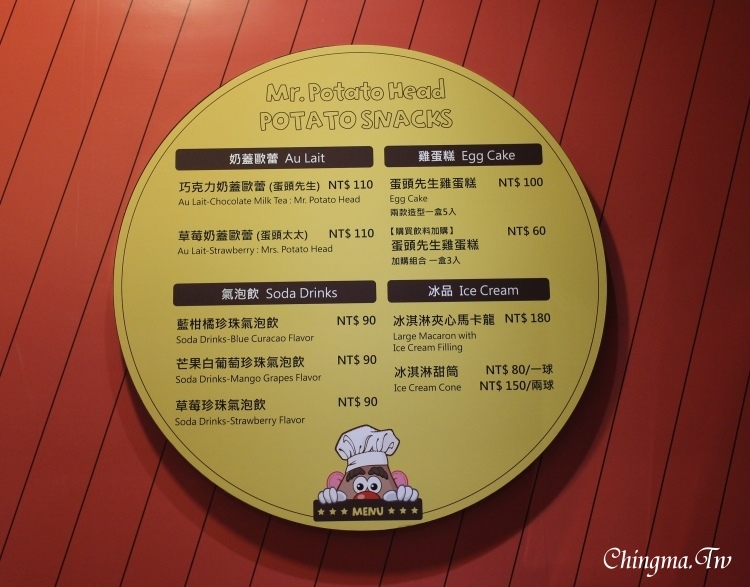 Mr. Potato Head
POTATO SNACKS
奶蓋歐蕾 Au Lait
巧克力奶蓋歐蕾 (蛋頭先生) NT$ 110
Au Lait-Chocolate Milk Tea : Mr. Potato Head
草莓奶蓋歐蕾 (蛋頭太太) NT$ 110
Au Lait-Strawberry : Mrs. Potato Head
雞蛋糕 Egg Cake
蛋頭先生雞蛋糕 NT$ 100
Egg Cake
兩款造型一盒5入
【購買飲料加購】
蛋頭先生雞蛋糕 NT$ 60
加購組合 一盒3入
氣泡飲 Soda Drinks
藍柑橘珍珠氣泡飲 NT$ 90
Soda Drinks-Blue Curacao Flavor
芒果白葡萄珍珠氣泡飲 NT$ 90
Soda Drinks-Mango Grapes Flavor
草莓珍珠氣泡飲 NT$ 90
Soda Drinks-Strawberry Flavor
冰品 Ice Cream
冰淇淋夾心馬卡龍 NT$ 180
Large Macaron with
Ice Cream Filling
冰淇淋甜筒 NT$ 80/一球
Ice Cream Cone NT$ 150/兩球
★ ★ ★ MENU ★ ★ ★
Chingma.Tw